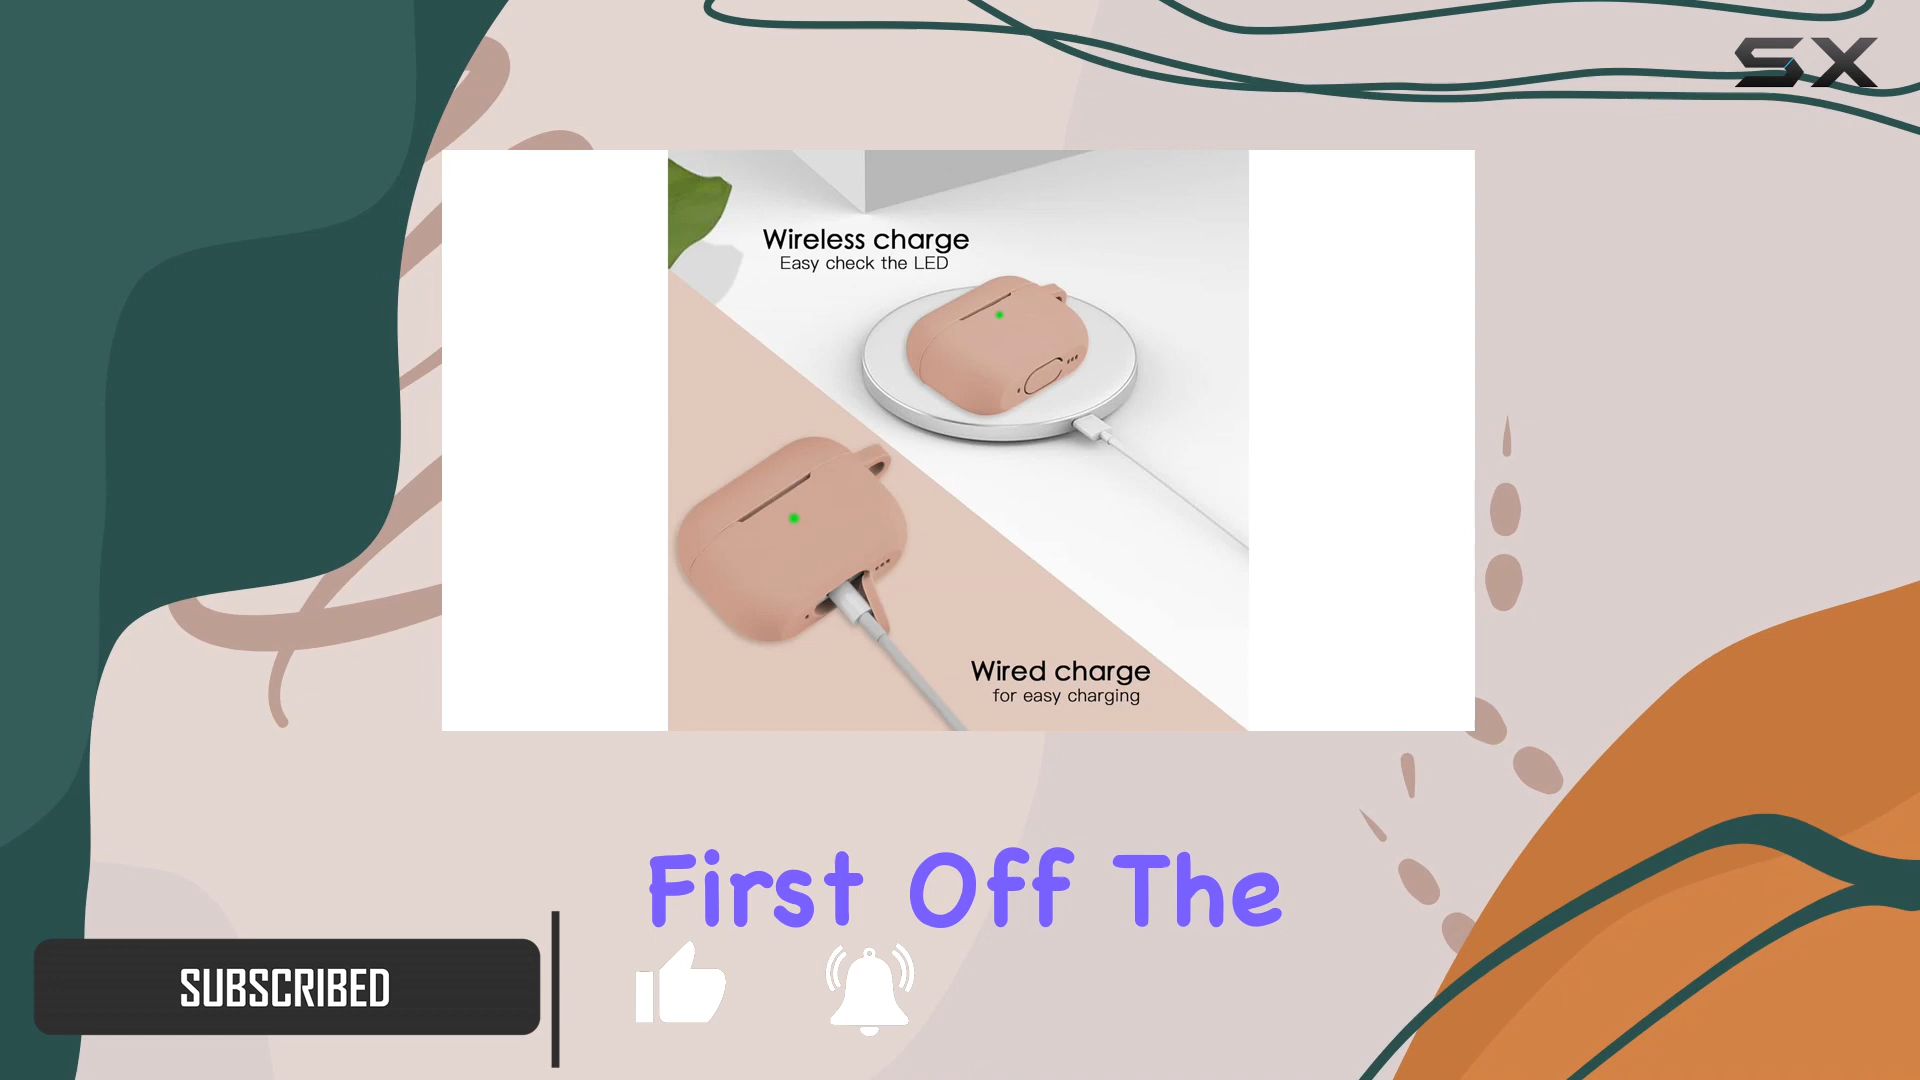 SX
Wireless charge
Easy check the LED
Wired charge
for easy charging
First Off The
SUBSCRIBED